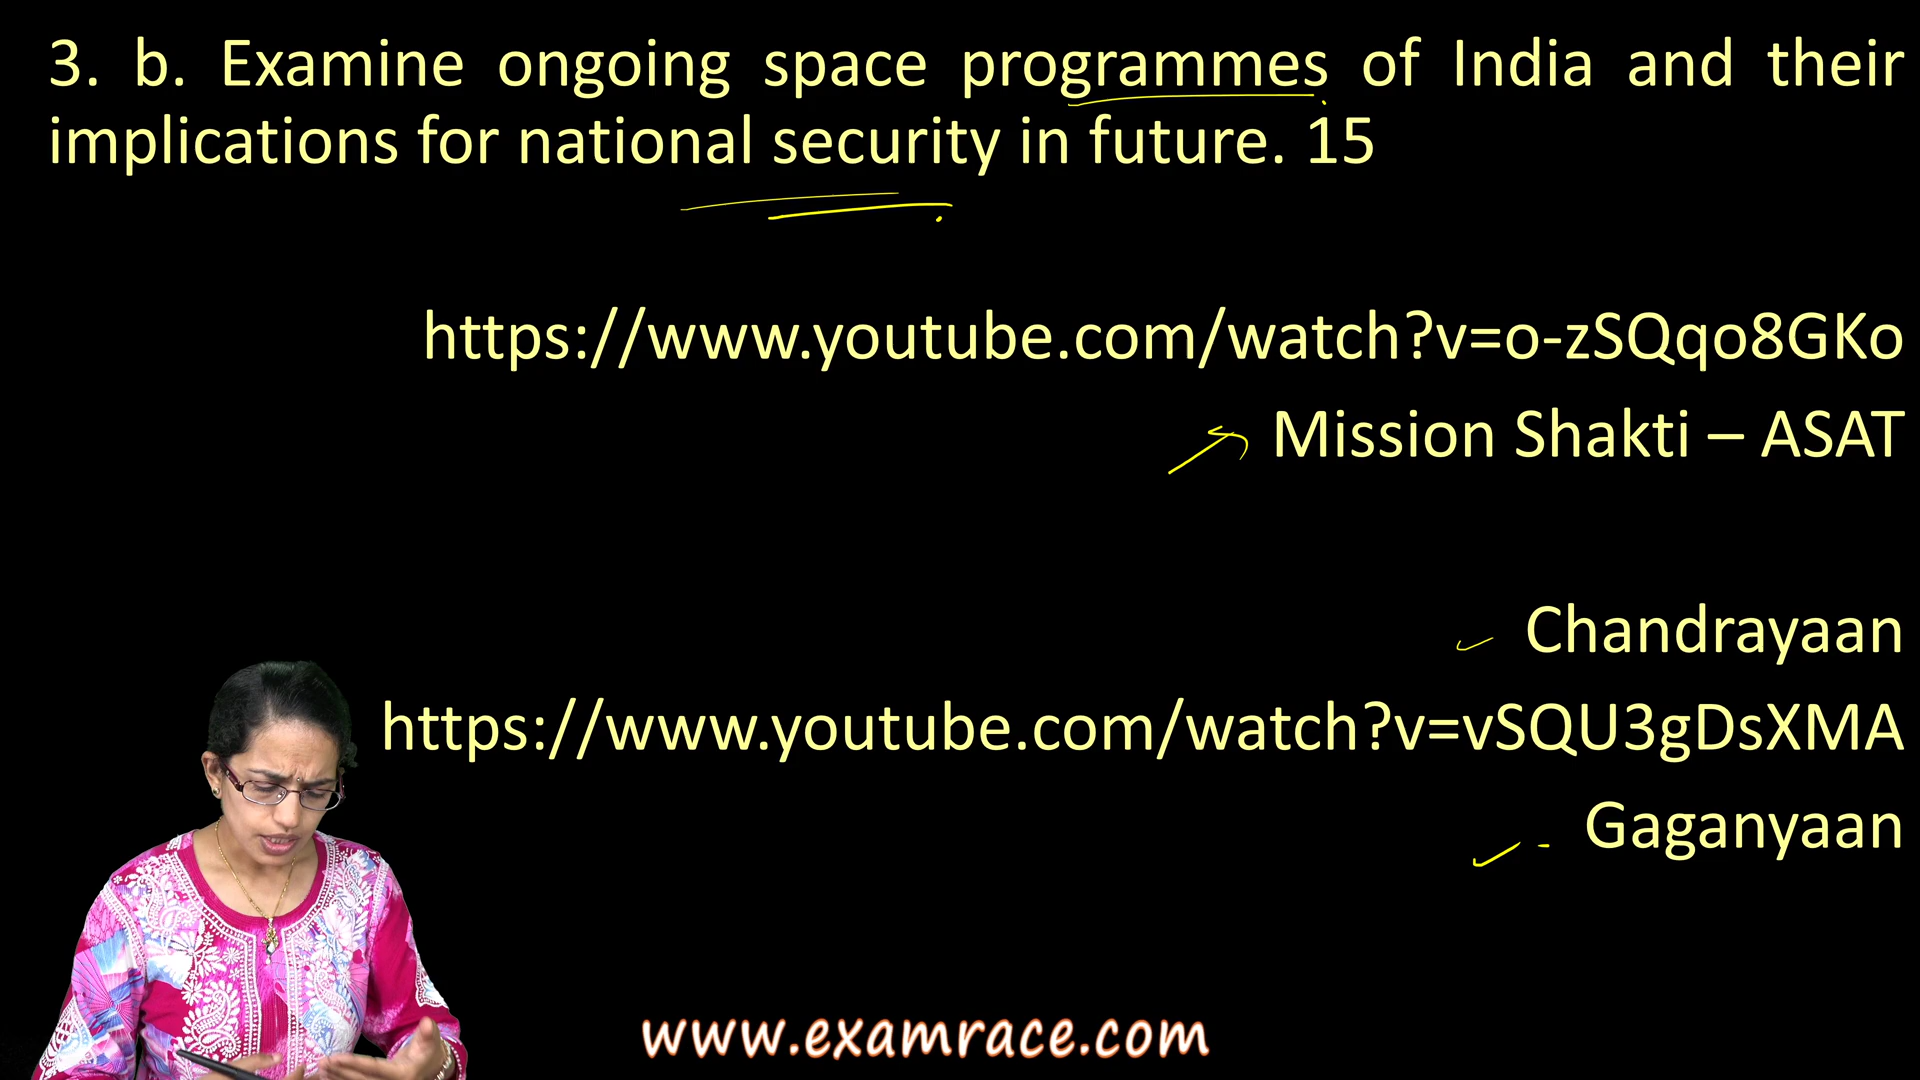 3. b. Examine ongoing space programmes of India and their
implications for national security in future. 15
https://www.youtube.com/watch?v=o-zSQqo8GKo
Mission Shakti – ASAT
Chandrayaan
https://www.youtube.com/watch?v=vSQU3gDsXMA
Gaganyaan
www.examrace.com